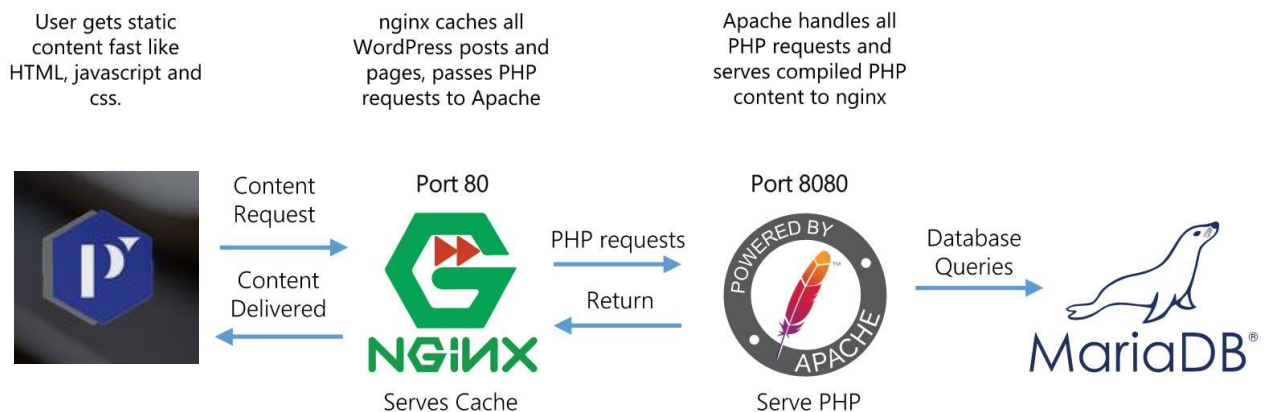 User gets static
content fast like
HTML, javascript and
css.
nginx caches all
WordPress posts and
pages, passes PHP
requests to Apache
Apache handles all
PHP requests and
serves compiled PHP
content to nginx
P
Content
Request
Content
Delivered
Port 80
NGiNX
Serves Cache
PHP requests
Return
Port 8080
POWERED BY
APACHE
TM
Serve PHP
Database
Queries
MariaDB®